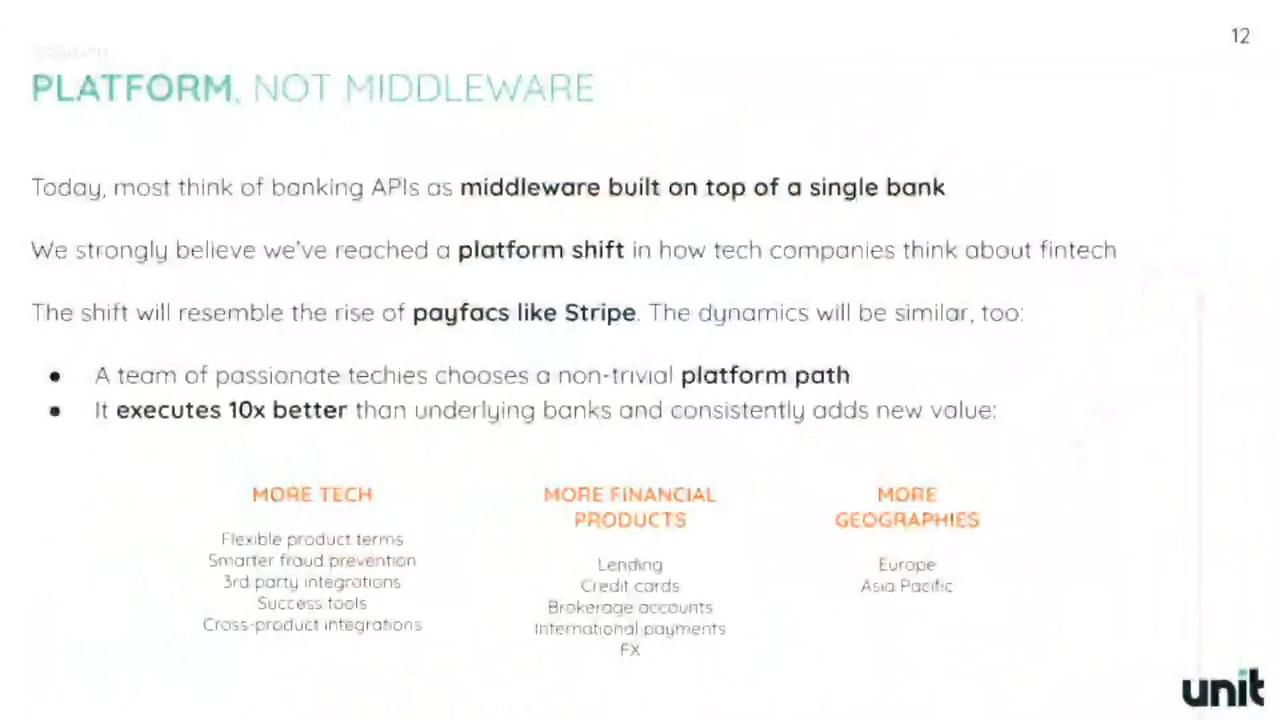 12
Solution
PLATFORM, NOT MIDDLEWARE
Today, most think of banking APIs as middleware built on top of a single bank
We strongly believe we've reached a platform shift in how tech companies think about fintech
The shift will resemble the rise of payfacs like Stripe. The dynamics will be similar, too:
● A team of passionate techies chooses a non-trivial platform path
● It executes 10x better than underlying banks and consistently adds new value:
MORE TECH
Flexible product terms
Smarter fraud prevention
3rd party integrations
Success tools
Cross-product integrations
MORE FINANCIAL
PRODUCTS
Lending
Credit cards
Brokerage accounts
International payments
FX
MORE
GEOGRAPHIES
Europe
Asia Pacific
unit